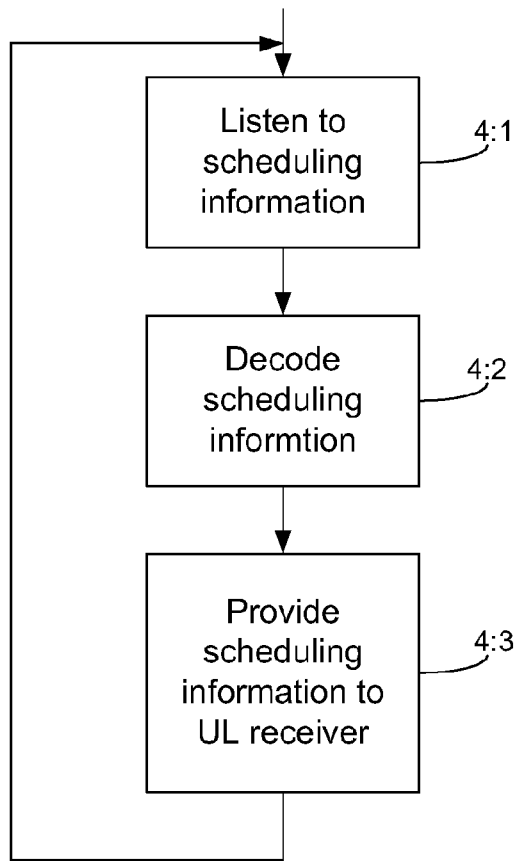 Listen to
scheduling
information
4:1
Decode
scheduling
informtion
4:2
Provide
scheduling
information to
UL receiver
4:3